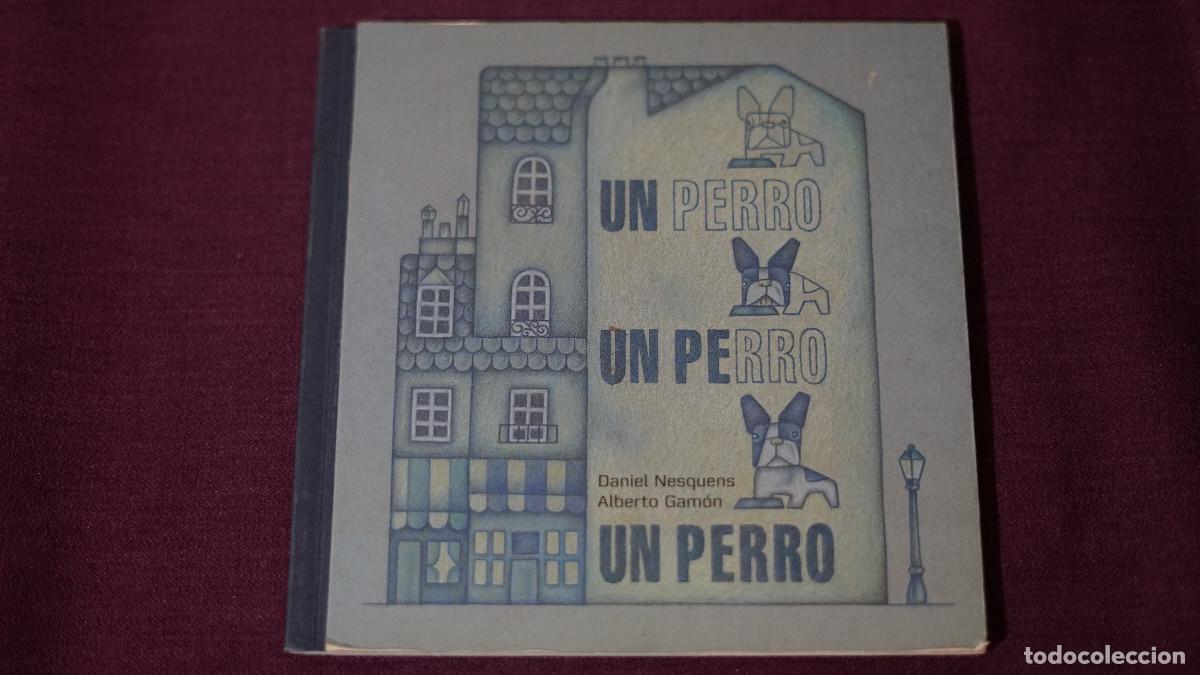 UN PERRO
UN PERRO
Daniel Nesquens
Alberto Gamón
UN PERRO
todocoleccion